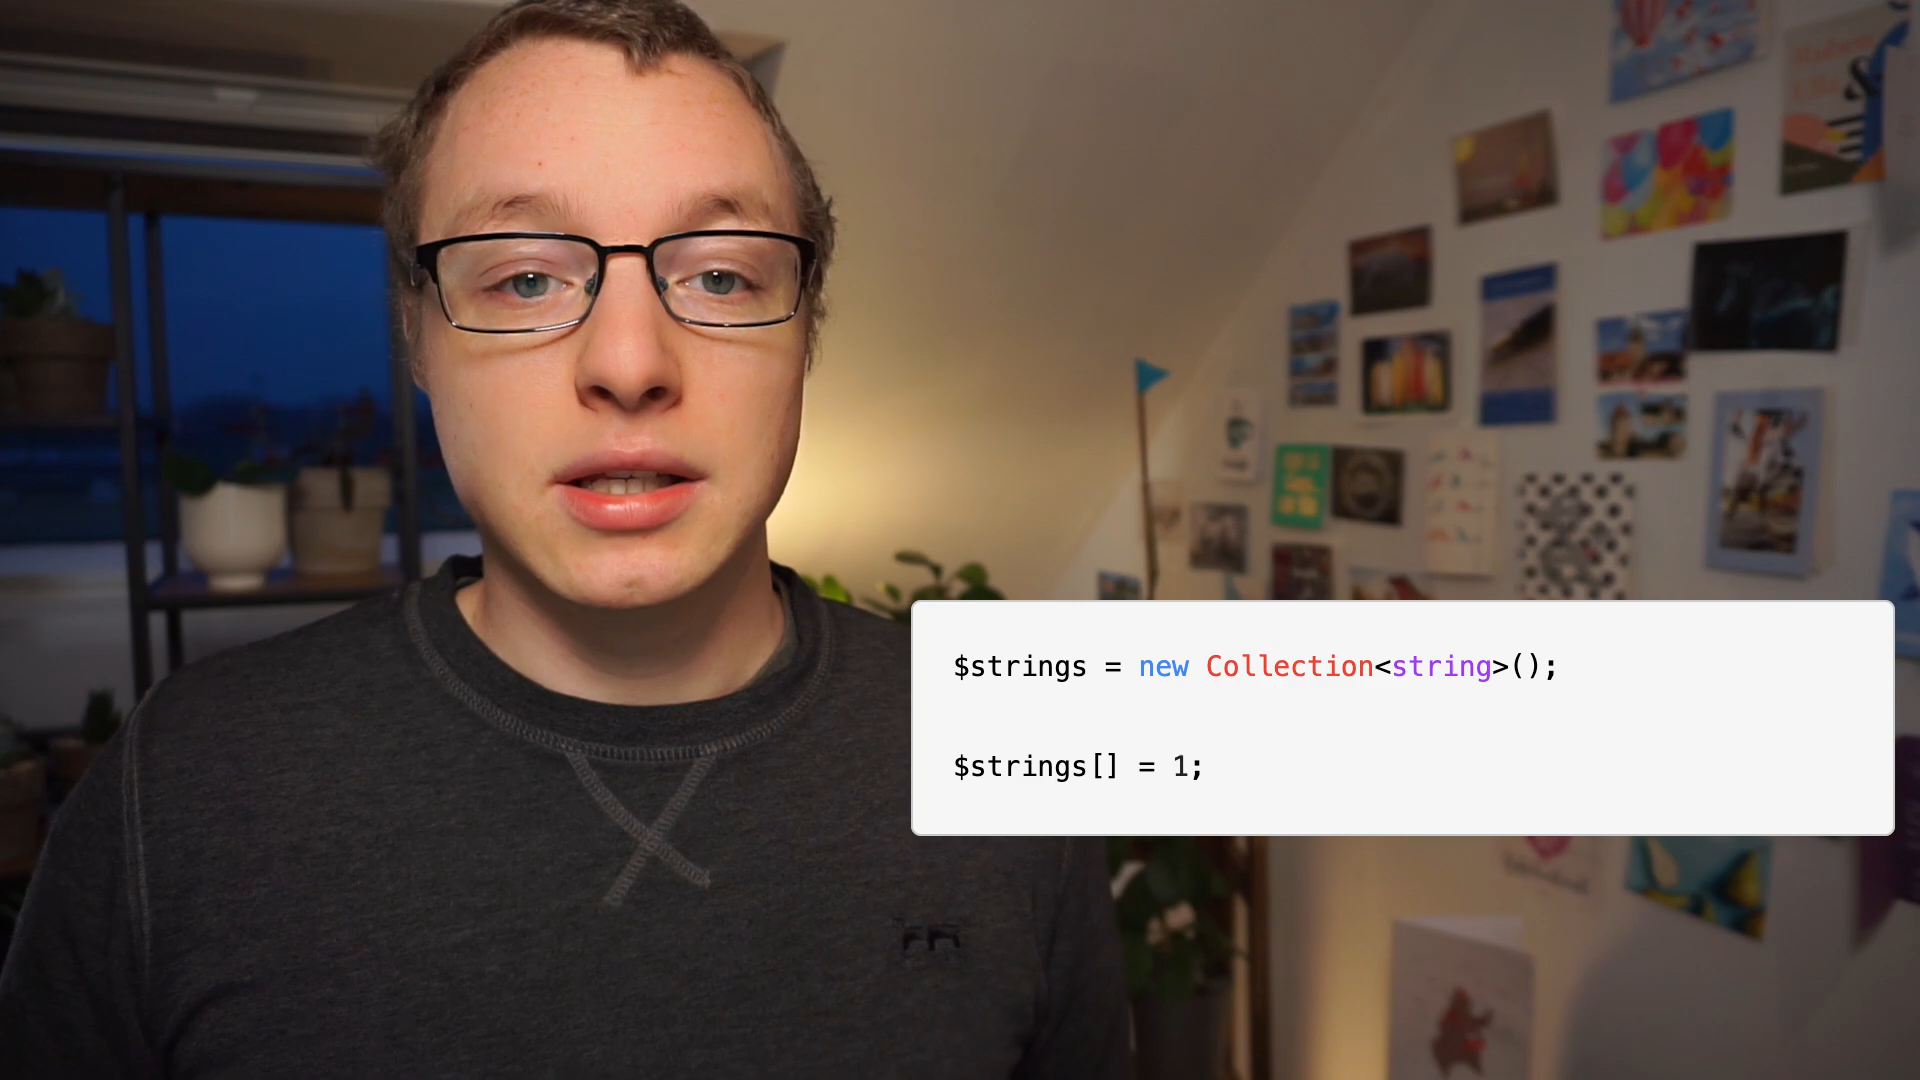 $strings = new Collection<string>();
$strings[] = 1;